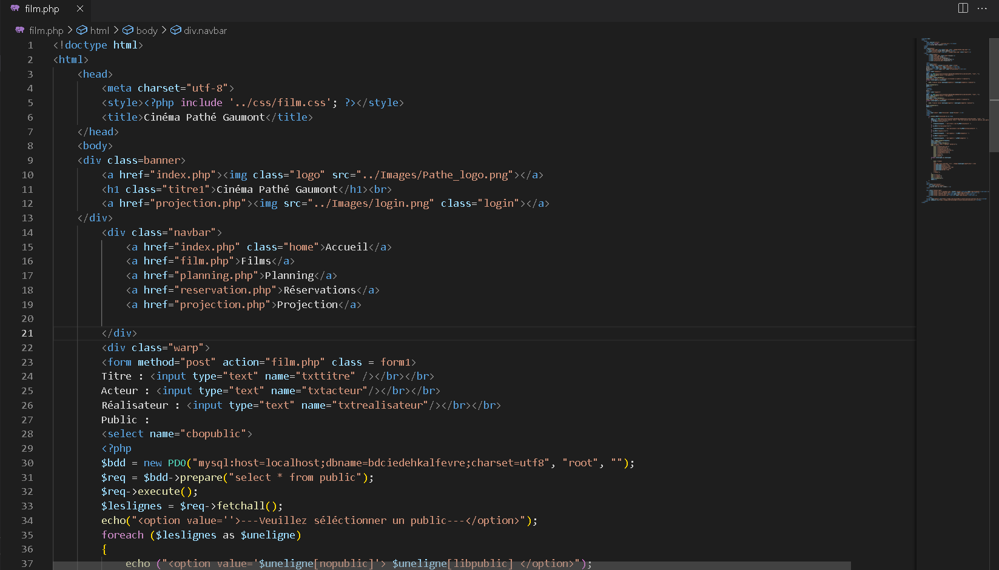 film.php
film.php > html > body > div.navbar
1 <!doctype html>
2 <html>
3 <head>
4 <meta charset="utf-8">
5 <style><?php include '../css/film.css'; ?></style>
6 <title>Cinéma Pathé Gaumont</title>
7 </head>
8 <body>
9 <div class=banner>
10 <a href="index.php"><img class="logo" src="../Images/Pathe_logo.png"></a>
11 <h1 class="titre1">Cinéma Pathé Gaumont</h1><br>
12 <a href="projection.php"><img src="../Images/login.png" class="login"></a>
13 </div>
14 <div class="navbar">
15 <a href="index.php" class="home">Accueil</a>
16 <a href="film.php">Films</a>
17 <a href="planning.php">Planning</a>
18 <a href="reservation.php">Réservations</a>
19 <a href="projection.php">Projection</a>
20
21 </div>
22 <div class="warp">
23 <form method="post" action="film.php" class = form1>
24 Titre : <input type="text" name="txttitre" /></br></br>
25 Acteur : <input type="text" name="txtacteur"/></br></br>
26 Réalisateur : <input type="text" name="txtrealisateur"/></br></br>
27 Public :
28 <select name="cbopublic">
29 <?php
30 $bdd = new PDO("mysql:host=localhost;dbname=bdciedehkalfevre;charset=utf8", "root", "");
31 $req = $bdd->prepare("select * from public");
32 $req->execute();
33 $leslignes = $req->fetchall();
34 echo("<option value=''>---Veuillez séléctionner un public---</option>");
35 foreach ($leslignes as $uneligne)
36 {
37 echo ("<option value='$uneligne[nopublic]'> $uneligne[libpublic] </option>");